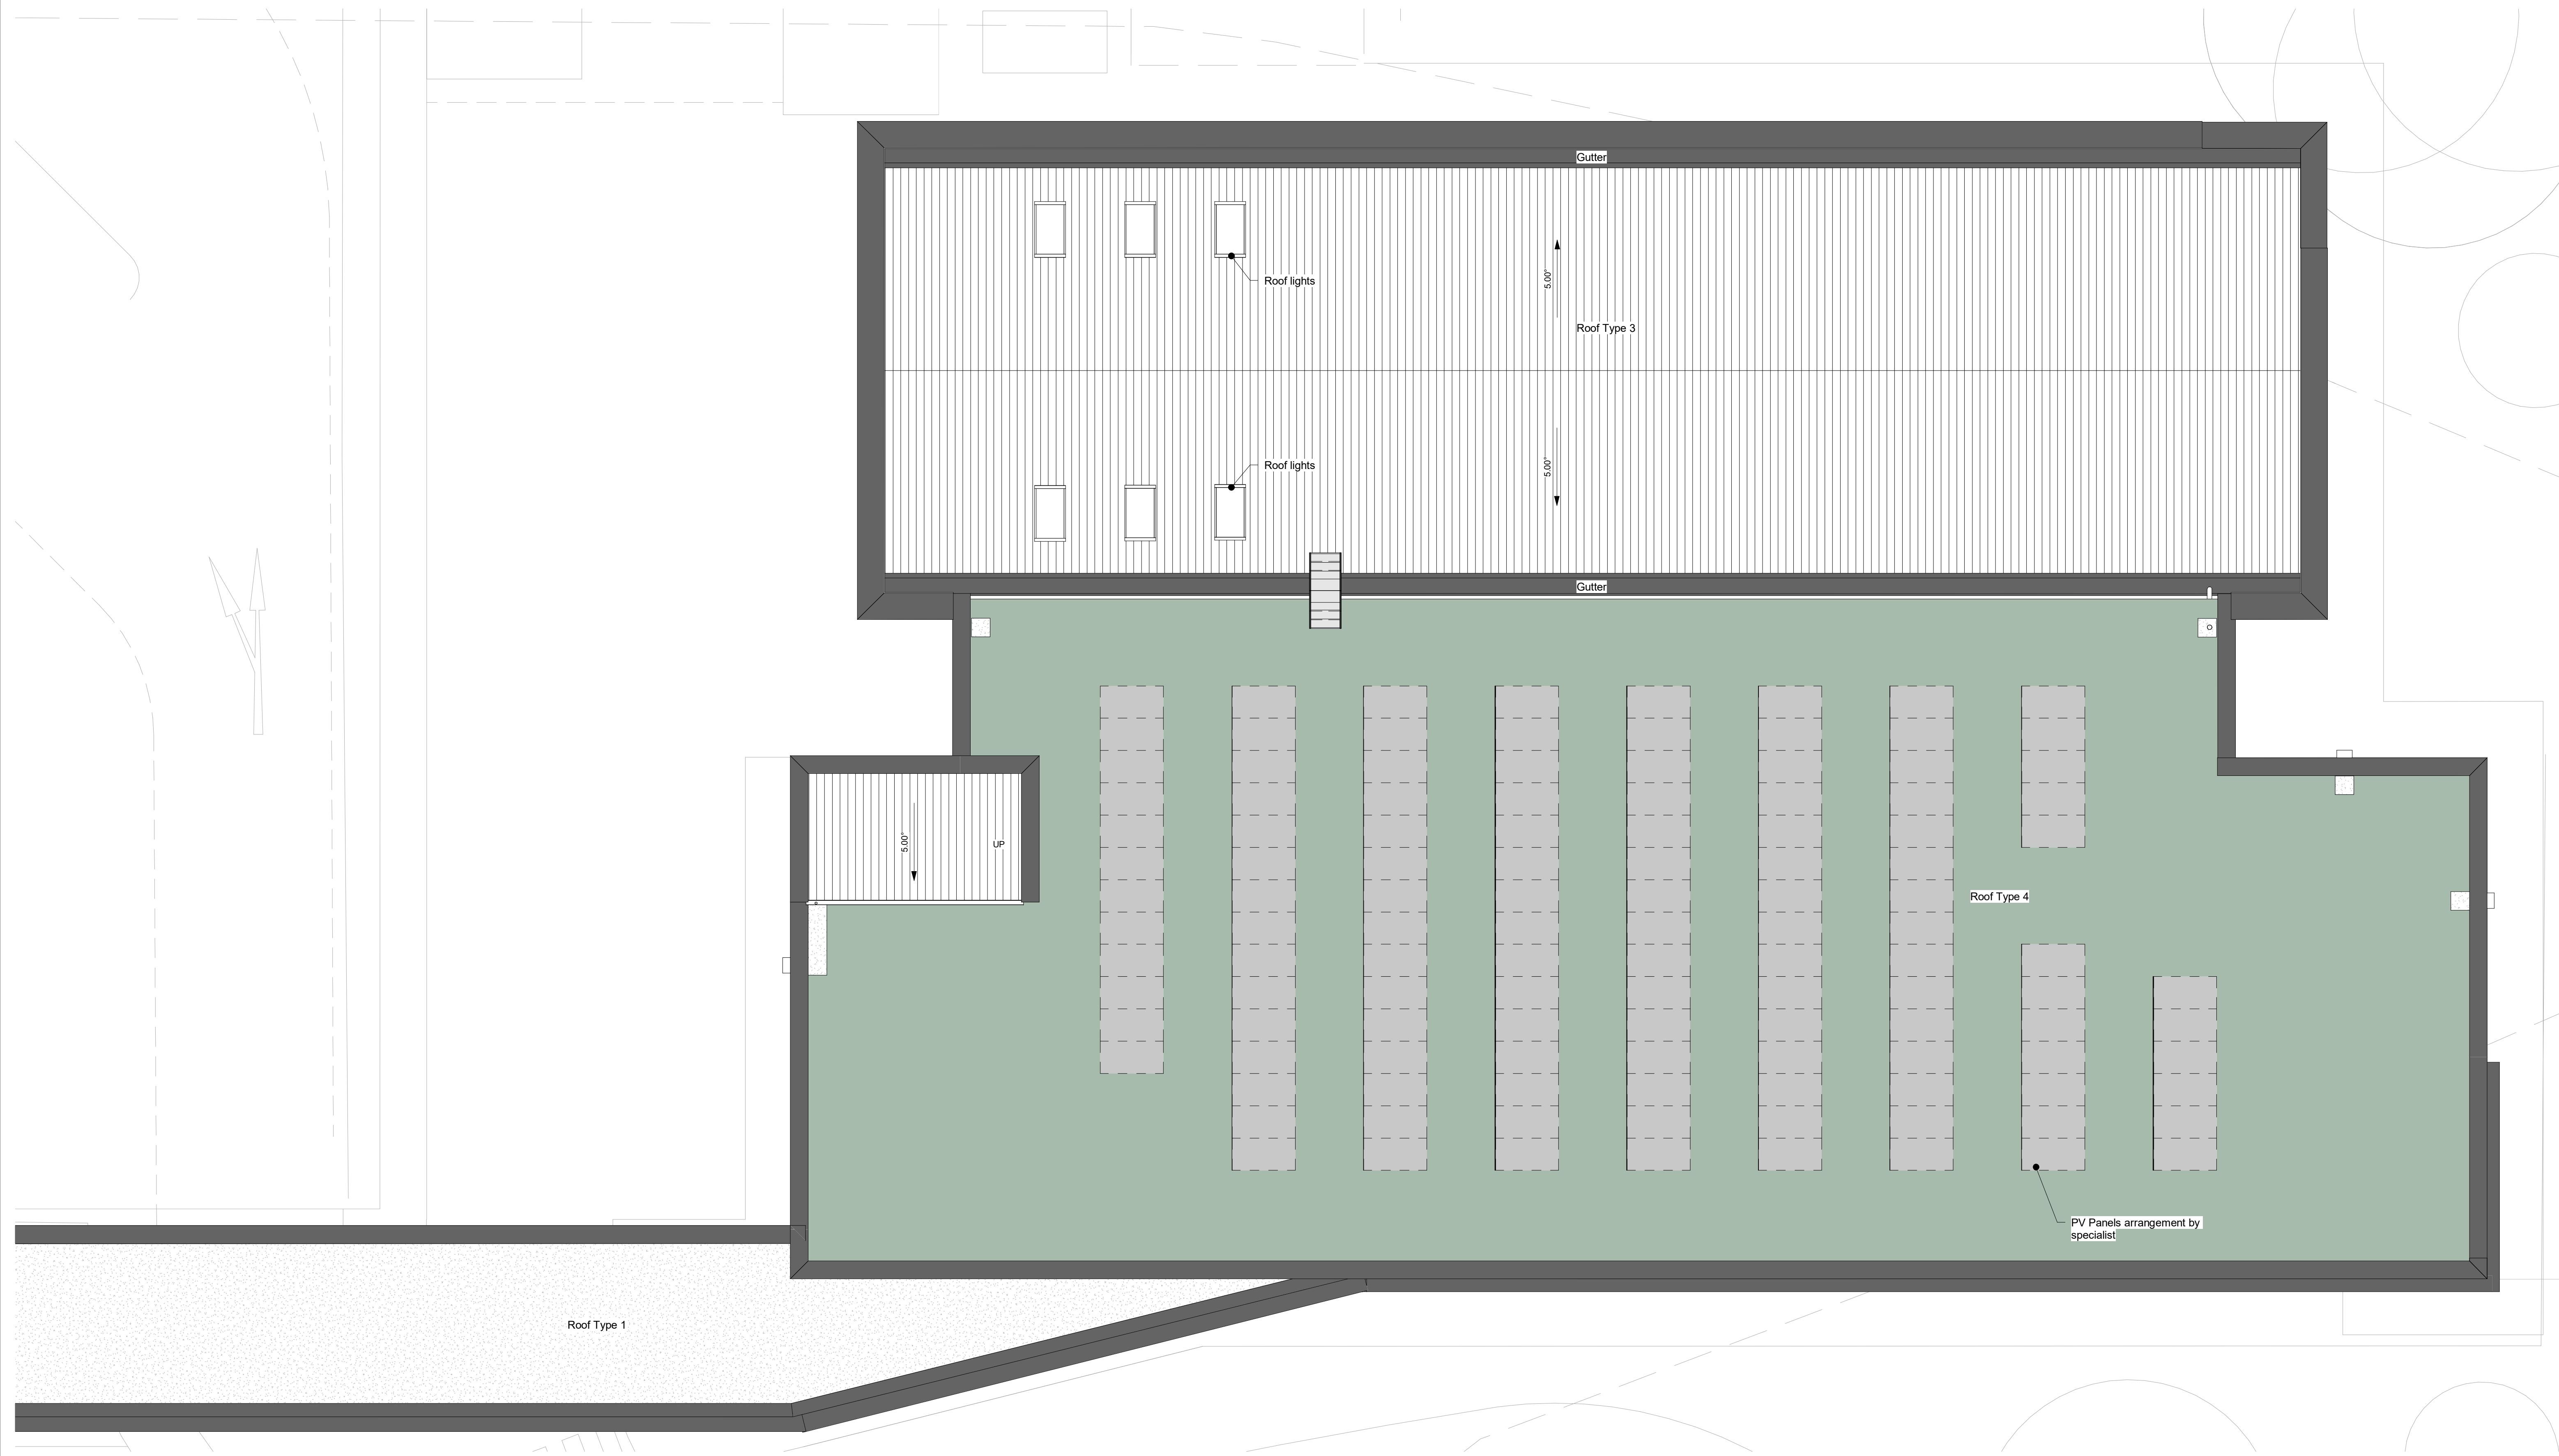 Gutter
Roof lights
5.00°
Roof Type 3
Roof lights
5.00°
Gutter
5.00°
UP
Roof Type 4
PV Panels arrangement by
specialist
Roof Type 1